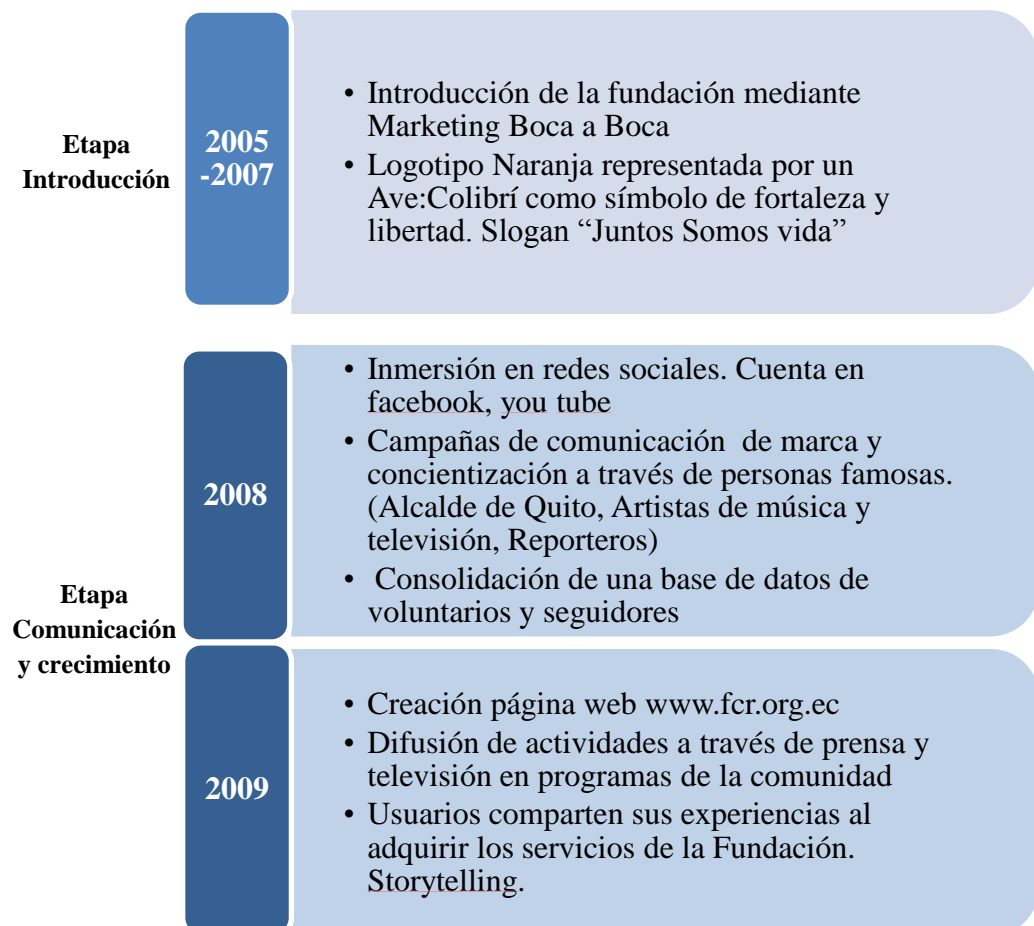 Etapa
Introducción
2005
-2007
• Introducción de la fundación mediante
Marketing Boca a Boca
• Logotipo Naranja representada por un
Ave:Colibrí como símbolo de fortaleza y
libertad. Slogan “Juntos Somos vida”
Etapa
Comunicación
y crecimiento
2008
• Inmersión en redes sociales. Cuenta en
facebook, you tube
• Campañas de comunicación  de marca y
concientización a través de personas famosas.
(Alcalde de Quito, Artistas de música y
televisión, Reporteros)
•  Consolidación de una base de datos de
voluntarios y seguidores
2009
• Creación página web www.fcr.org.ec
• Difusión de actividades a través de prensa y
televisión en programas de la comunidad
• Usuarios comparten sus experiencias al
adquirir los servicios de la Fundación.
Storytelling.